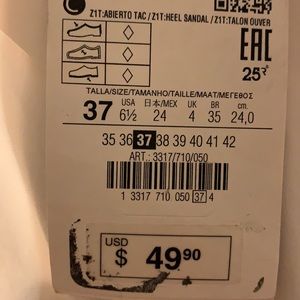 Z1T:ABIERTO TAC / Z1T:HEEL SANDAL / Z1T:TALON OUVER
EAC
TALLA/SIZE/TAMANHO/TAILLE/MAAT/ΜΕΓΕΘΟΣ
37 USA 日本/MEX UK BR cm.
6½ 24 4 35 24,0
35 36 37 38 39 40 41 42
ART.: 3317/710/050
1 3317 710 050 37 4
USD
$ 49.90